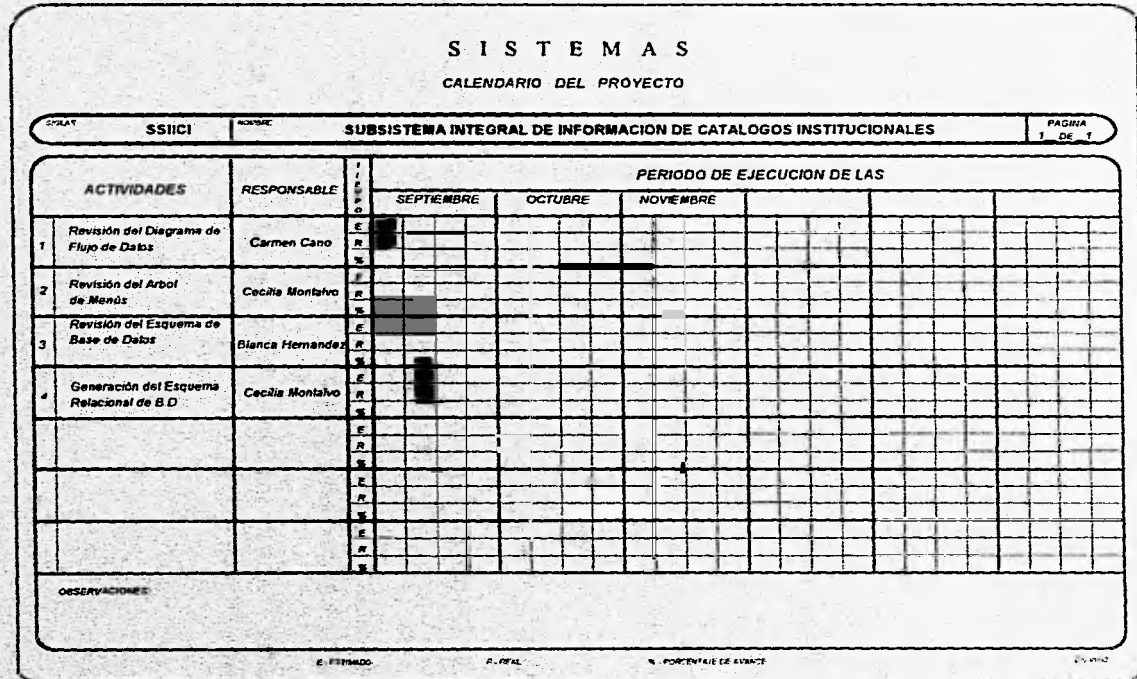 S I S T E M A S
CALENDARIO DEL PROYECTO
SSIICI NOMBRE SUBSISTEMA INTEGRAL DE INFORMACION DE CATALOGOS INSTITUCIONALES PAGINA
1 DE 1
ACTIVIDADES RESPONSABLE PERIODO DE EJECUCION DE LAS
SEPTIEMBRE OCTUBRE NOVIEMBRE
1 Revisión del Diagrama de
Flujo de Datos Carmen Cano E R %
2 Revisión del Arbol
de Menús Cecilia Montalvo E R %
3 Revisión del Esquema de
Base de Datos Blanca Hernandez E R %
4 Generación del Esquema
Relacional de B.D Cecilia Montalvo E R %
E R %
E R %
E R %
OBSERVACIONES:
E.- ESTIMADO R.- REAL % .- PORCENTAJE DE AVANCE